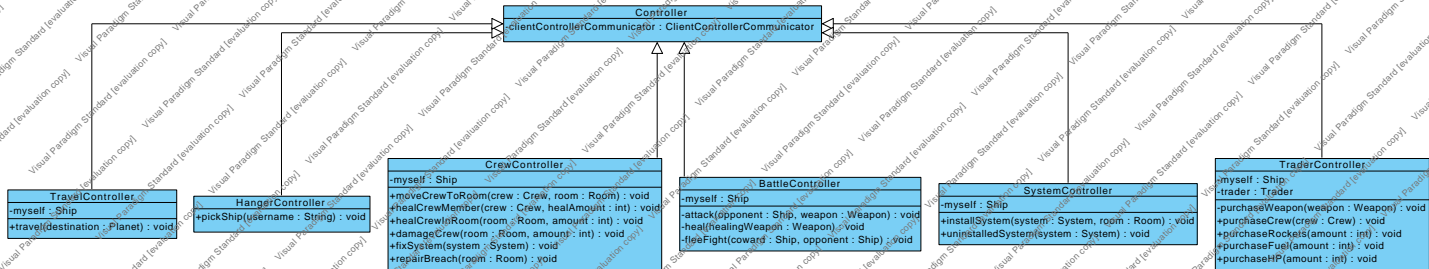 Controller
-clientControllerCommunicator : ClientControllerCommunicator
TravelController
-myself : Ship
+travel(destination : Planet) : void
HangerController
+pickShip(username : String) : void
CrewController
-myself : Ship
+moveCrewToRoom(crew : Crew, room : Room) : void
+healCrewMember(crew : Crew, healAmount : int) : void
+healCrewInRoom(room : Room, amount : int) : void
+damageCrew(room : Room, amount : int) : void
+fixSystem(system : System) : void
+repairBreach(room : Room) : void
BattleController
-myself : Ship
-attack(opponent : Ship, weapon : Weapon) : void
-heal(healingWeapon : Weapon) : void
-fleeFight(coward : Ship, opponent : Ship) : void
SystemController
-myself : Ship
+installSystem(system : System, room : Room) : void
+uninstalledSystem(system : System) : void
TraderController
-myself : Ship
-trader : Trader
-purchaseWeapon(weapon : Weapon) : void
+purchaseCrew(crew : Crew) : void
+purchaseRockets(amount : int) : void
+purchaseFuel(amount : int) : void
+purchaseHP(amount : int) : void
Visual Paradigm Standard [evaluation copy]